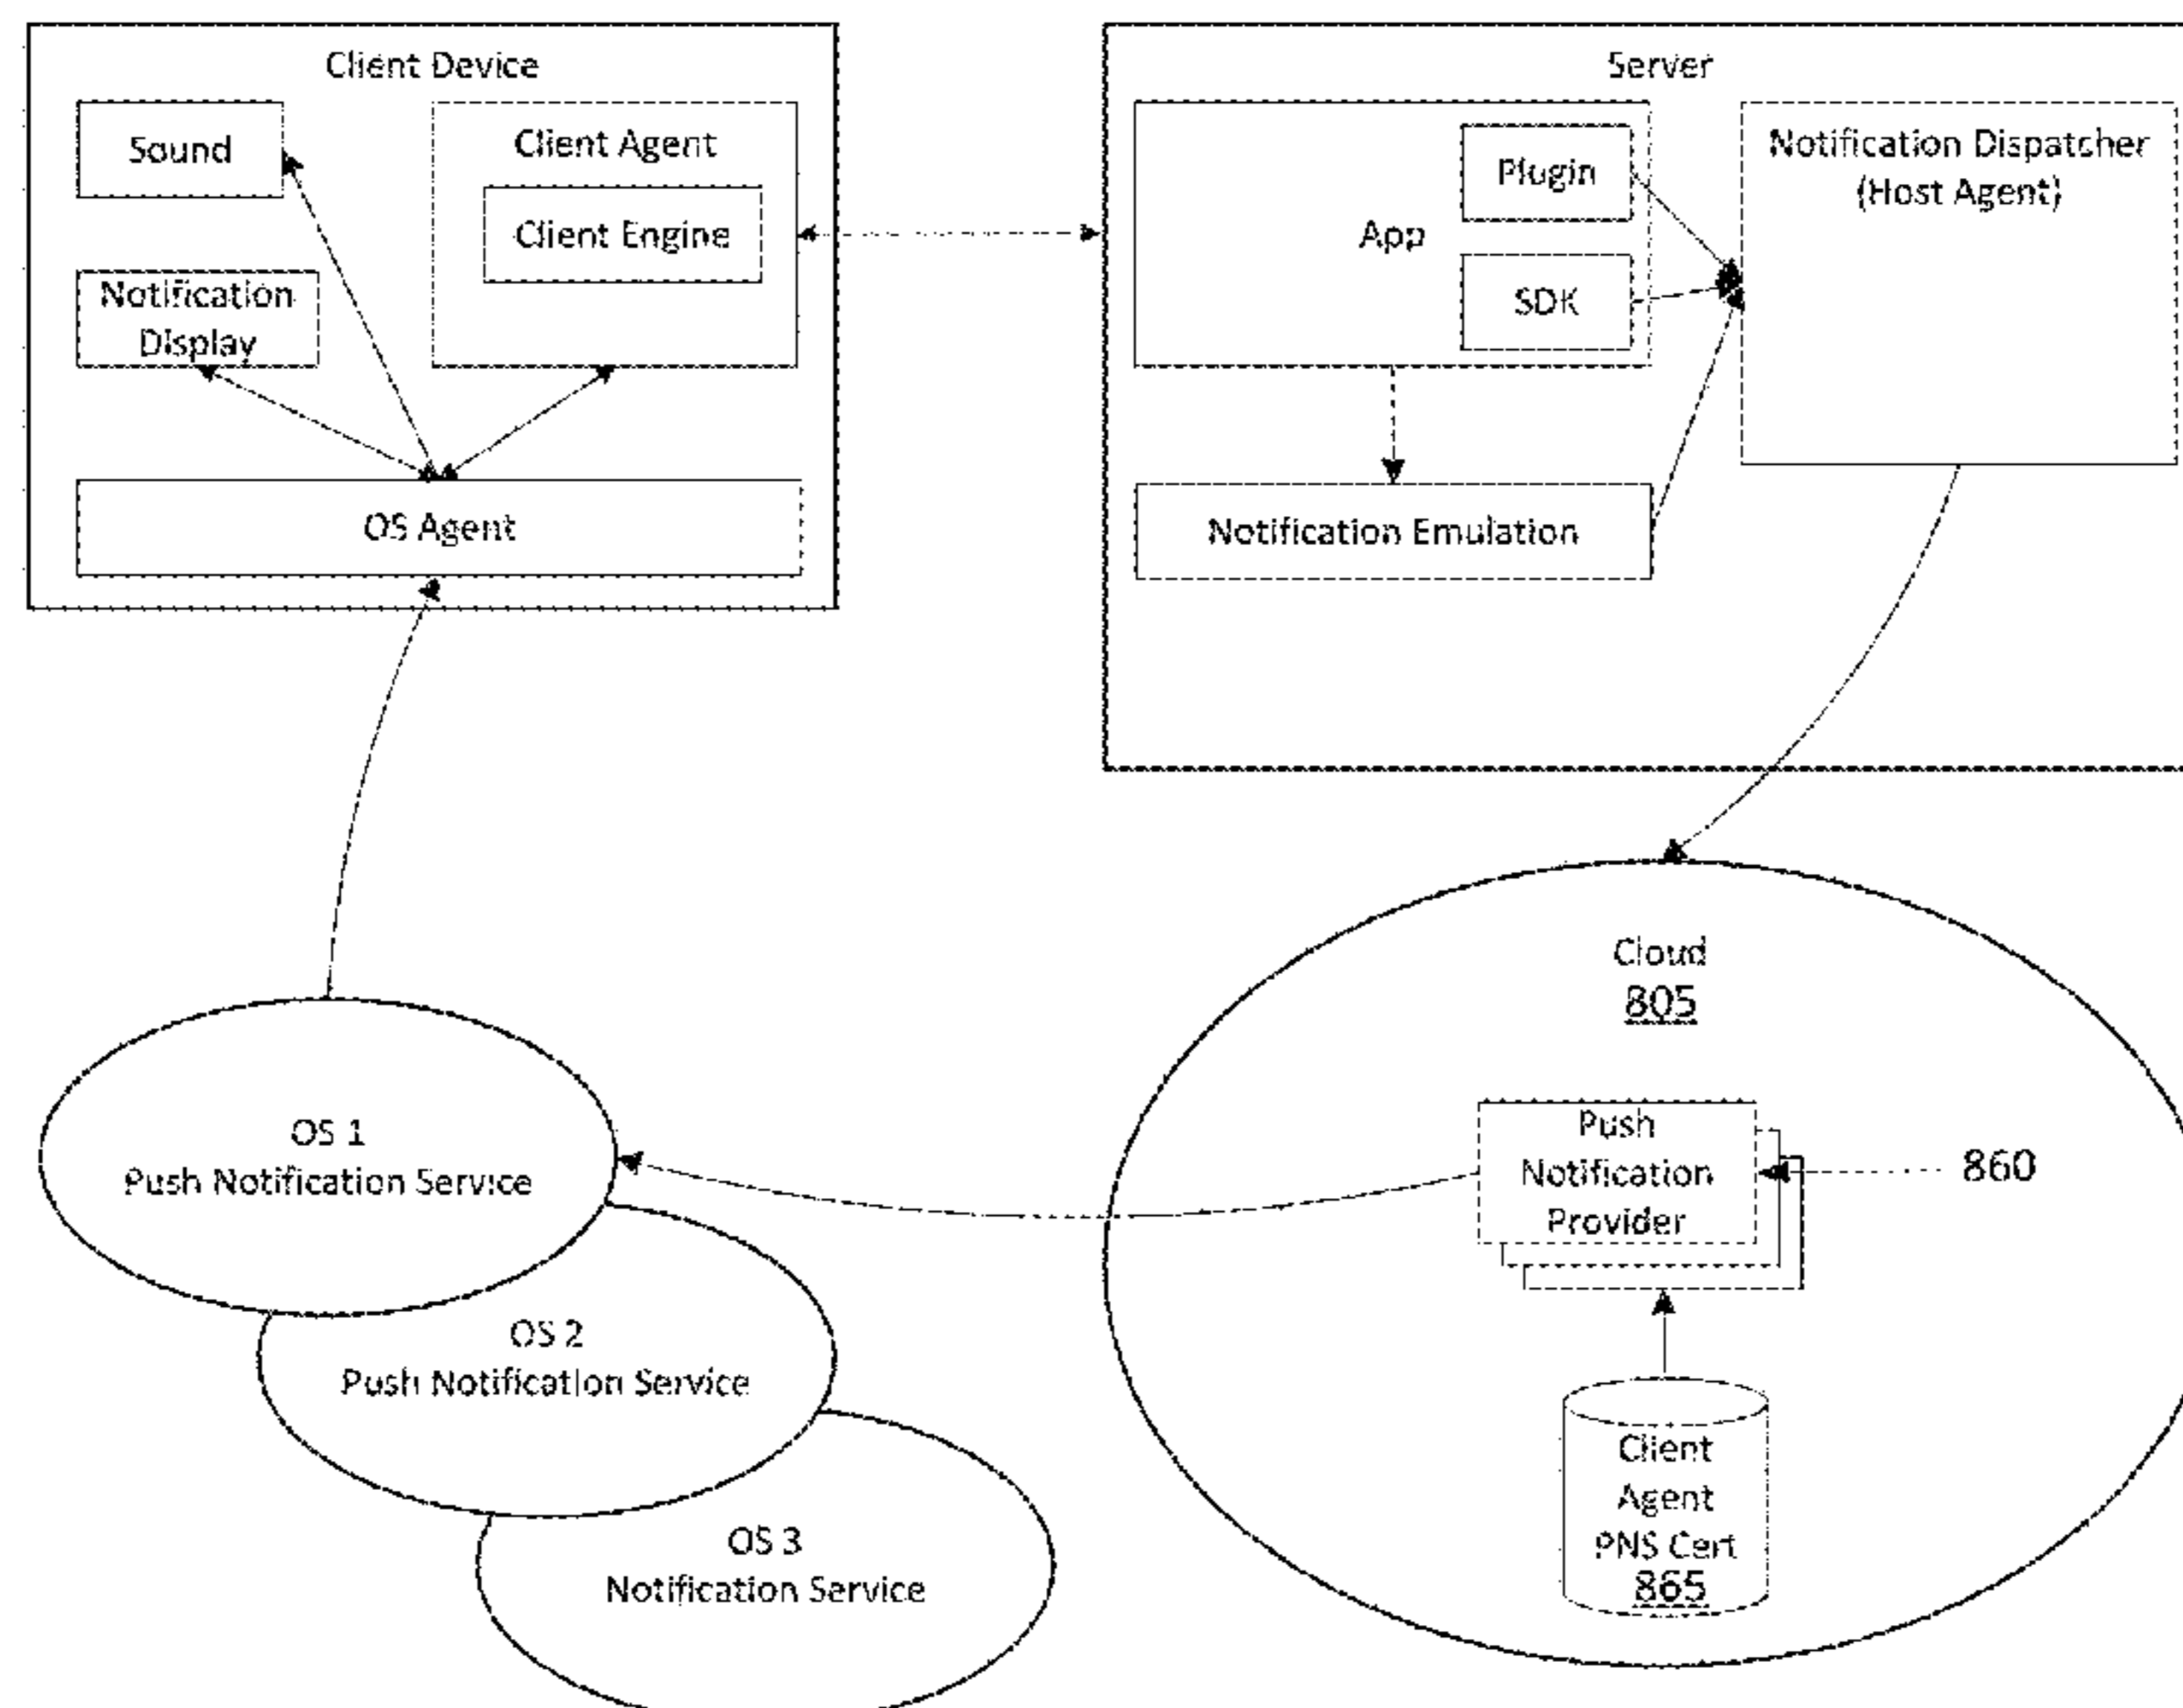 Client Device
Sound
Client Agent
Client Engine
Notification
Display
OS Agent
Server
App
Plugin
SDK
Notification Dispatcher
(Host Agent)
Notification Emulation
OS 1
Push Notification Service
OS 2
Push Notification Service
OS 3
Notification Service
Cloud
805
Push
Notification
Provider
860
Client
Agent
PNS Cert
865